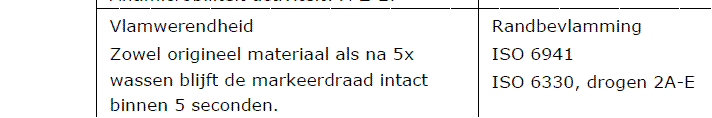 Vlamwerendheid
Zowel origineel materiaal als na 5x
wassen blijft de markeerdraad intact
binnen 5 seconden.
Randbevlamming
ISO 6941
ISO 6330, drogen 2A-E